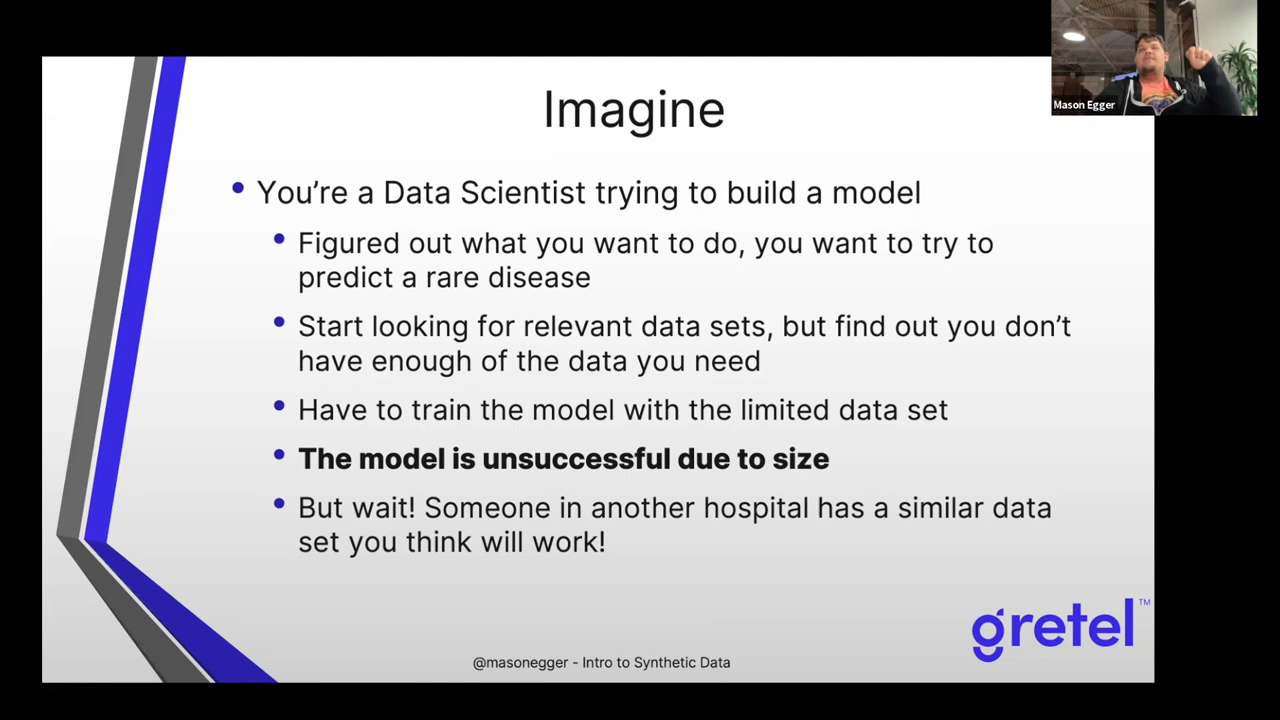 Imagine
Mason Egger
• You’re a Data Scientist trying to build a model
• Figured out what you want to do, you want to try to
predict a rare disease
• Start looking for relevant data sets, but find out you don’t
have enough of the data you need
• Have to train the model with the limited data set
• The model is unsuccessful due to size
• But wait! Someone in another hospital has a similar data
set you think will work!
gretel™
@masonegger - Intro to Synthetic Data